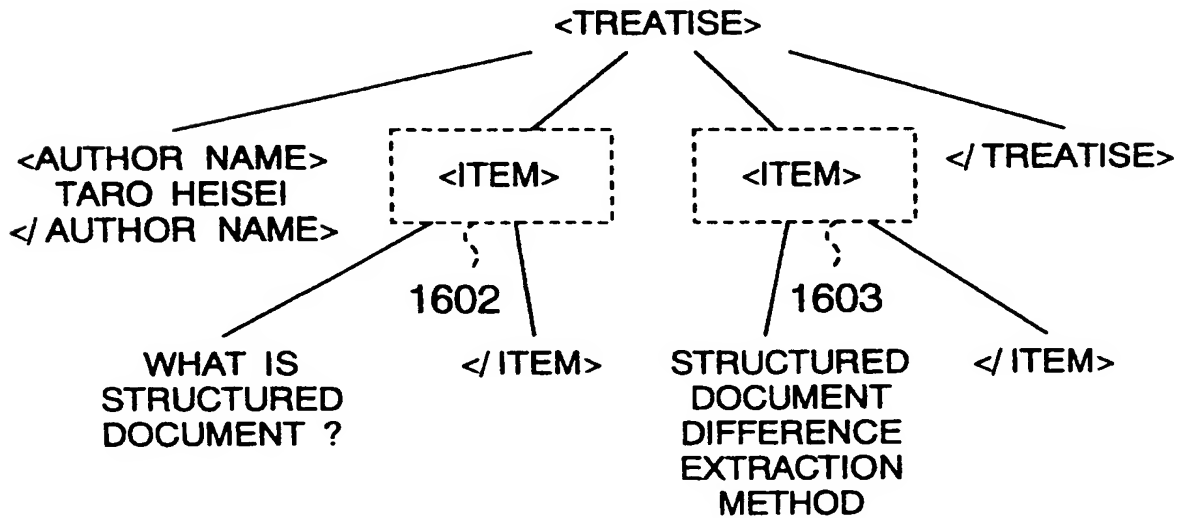 <TREATISE>
<AUTHOR NAME>
TARO HEISEI
</ AUTHOR NAME>
<ITEM>
<ITEM>
</ TREATISE>
1602
1603
WHAT IS
STRUCTURED
DOCUMENT ?
</ ITEM>
STRUCTURED
DOCUMENT
DIFFERENCE
EXTRACTION
METHOD
</ ITEM>